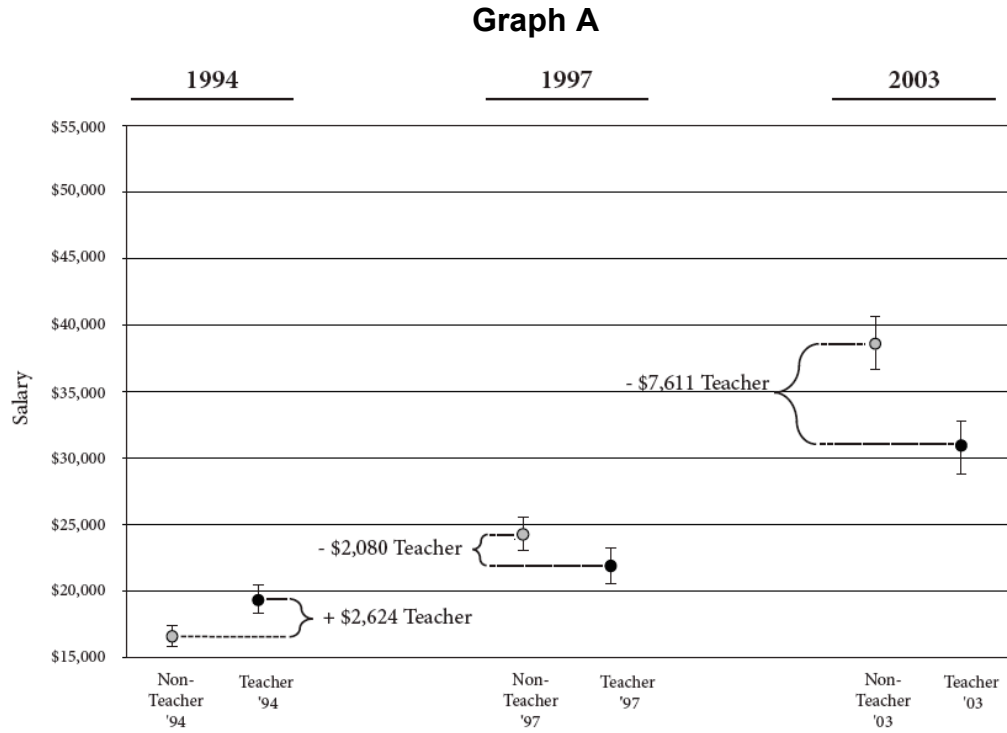 Graph A
1994
1997
2003
$55,000
$50,000
$45,000
$40,000
$35,000
$30,000
$25,000
$20,000
$15,000
Salary
- $7,611 Teacher
- $2,080 Teacher
+ $2,624 Teacher
Non-
Teacher
'94
Teacher
'94
Non-
Teacher
'97
Teacher
'97
Non-
Teacher
'03
Teacher
'03